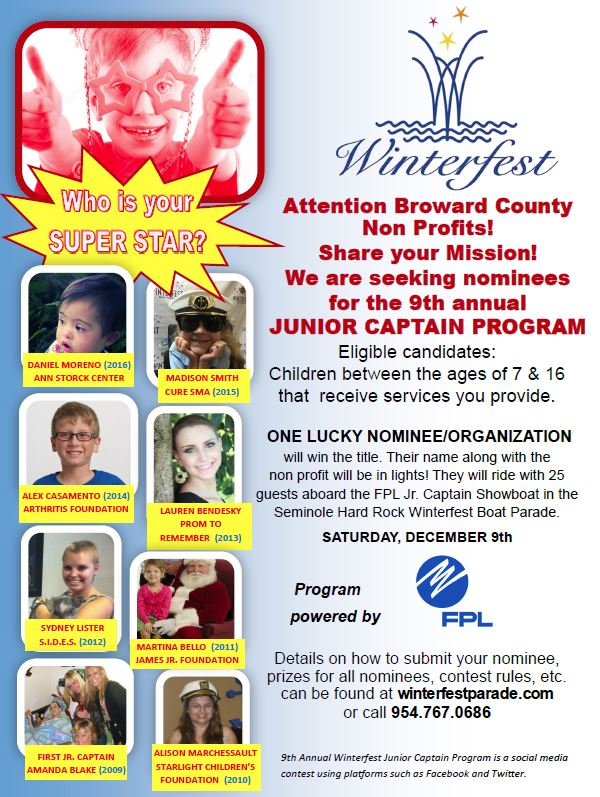 Winterfest
Who is your
SUPER STAR?
Attention Broward County
Non Profits!
Share your Mission!
We are seeking nominees
for the 9th annual
JUNIOR CAPTAIN PROGRAM
Eligible candidates:
Children between the ages of 7 & 16
that receive services you provide.
DANIEL MORENO (2016)
ANN STORCK CENTER
MADISON SMITH
CURE SMA (2015)
ALEX CASAMENTO (2014)
ARTHRITIS FOUNDATION
LAUREN BENDESKY
PROM TO
REMEMBER (2013)
SYDNEY LISTER
S.I.D.E.S. (2012)
MARTINA BELLO (2011)
JAMES JR. FOUNDATION
FIRST JR. CAPTAIN
AMANDA BLAKE (2009)
ALISON MARCHESSAULT
STARLIGHT CHILDREN'S
FOUNDATION (2010)
ONE LUCKY NOMINEE/ORGANIZATION
will win the title. Their name along with the
non profit will be in lights! They will ride with 25
guests aboard the FPL Jr. Captain Showboat in the
Seminole Hard Rock Winterfest Boat Parade.
SATURDAY, DECEMBER 9th
Program
powered by
FPL
Details on how to submit your nominee,
prizes for all nominees, contest rules, etc.
can be found at winterfestparade.com
or call 954.767.0686
9th Annual Winterfest Junior Captain Program is a social media
contest using platforms such as Facebook and Twitter.